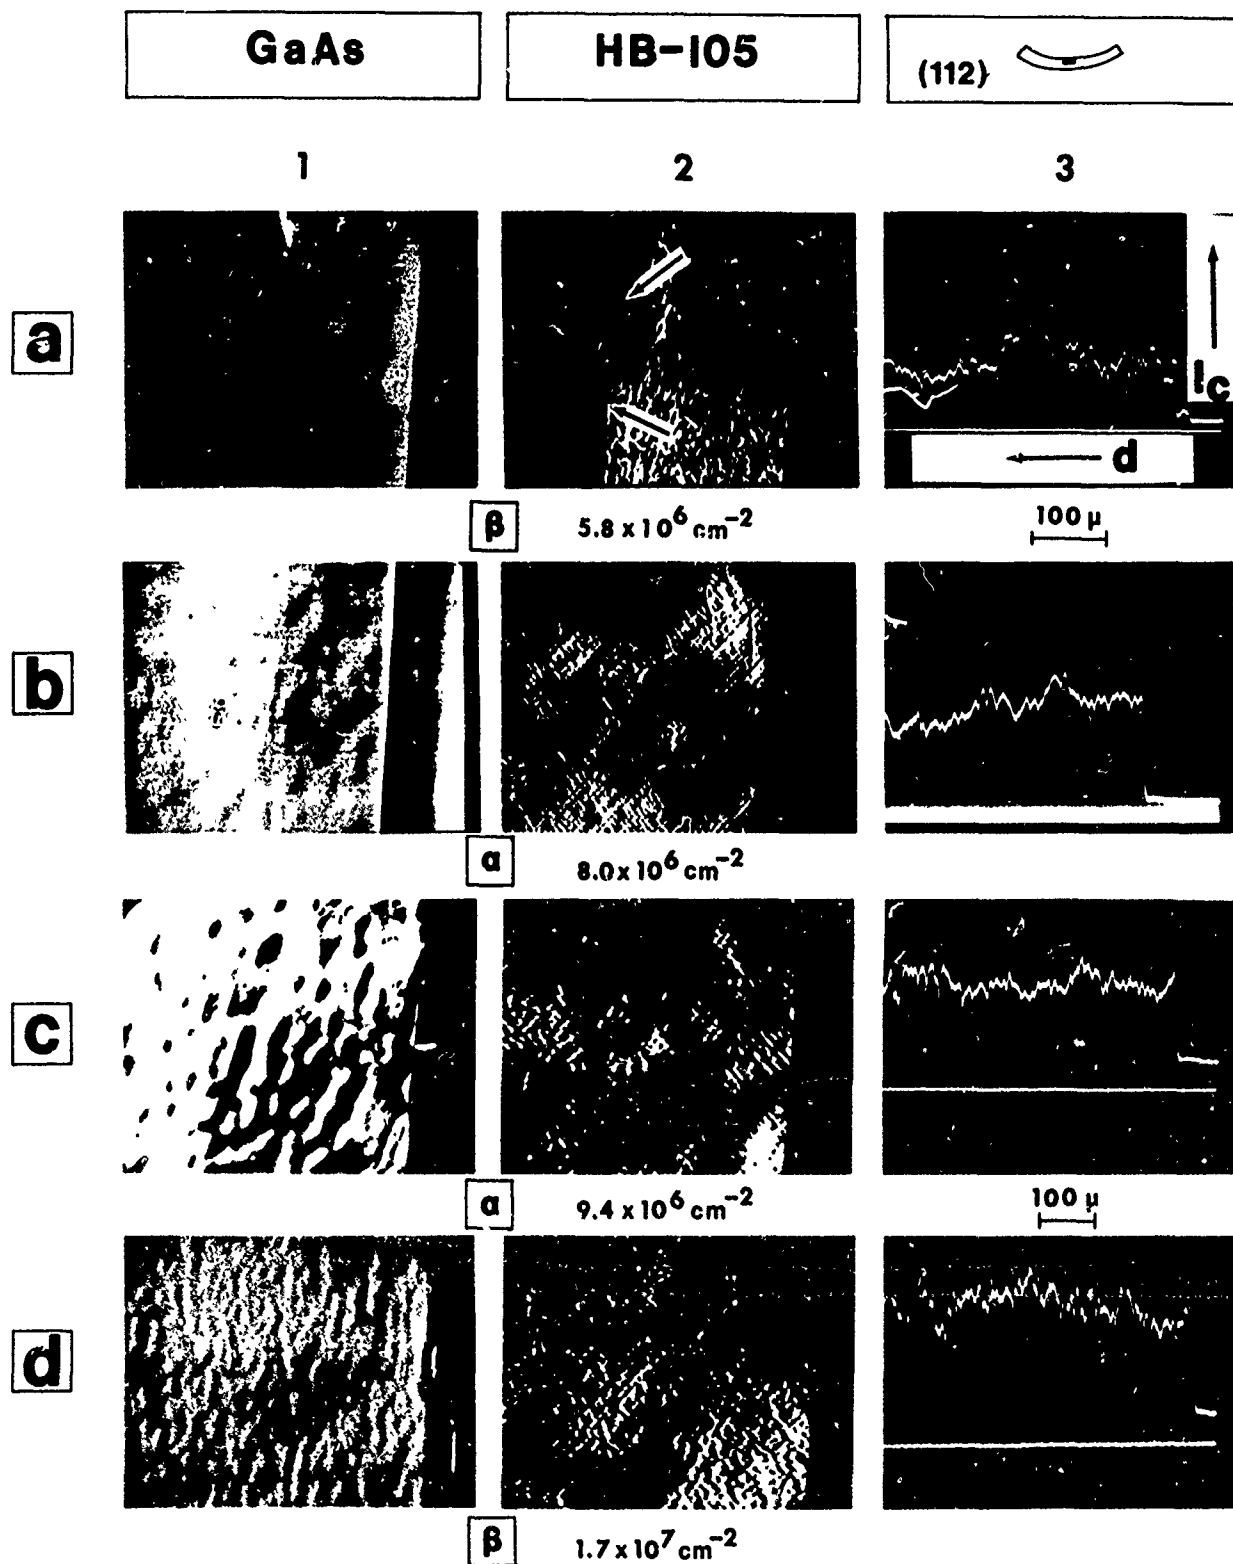 GaAs
HB-105
(112)
1
2
3
a
Ic
d
β
5.8 x 10⁶ cm⁻²
100 μ
b
α
8.0 x 10⁶ cm⁻²
c
α
9.4 x 10⁶ cm⁻²
100 μ
d
β
1.7 x 10⁷ cm⁻²